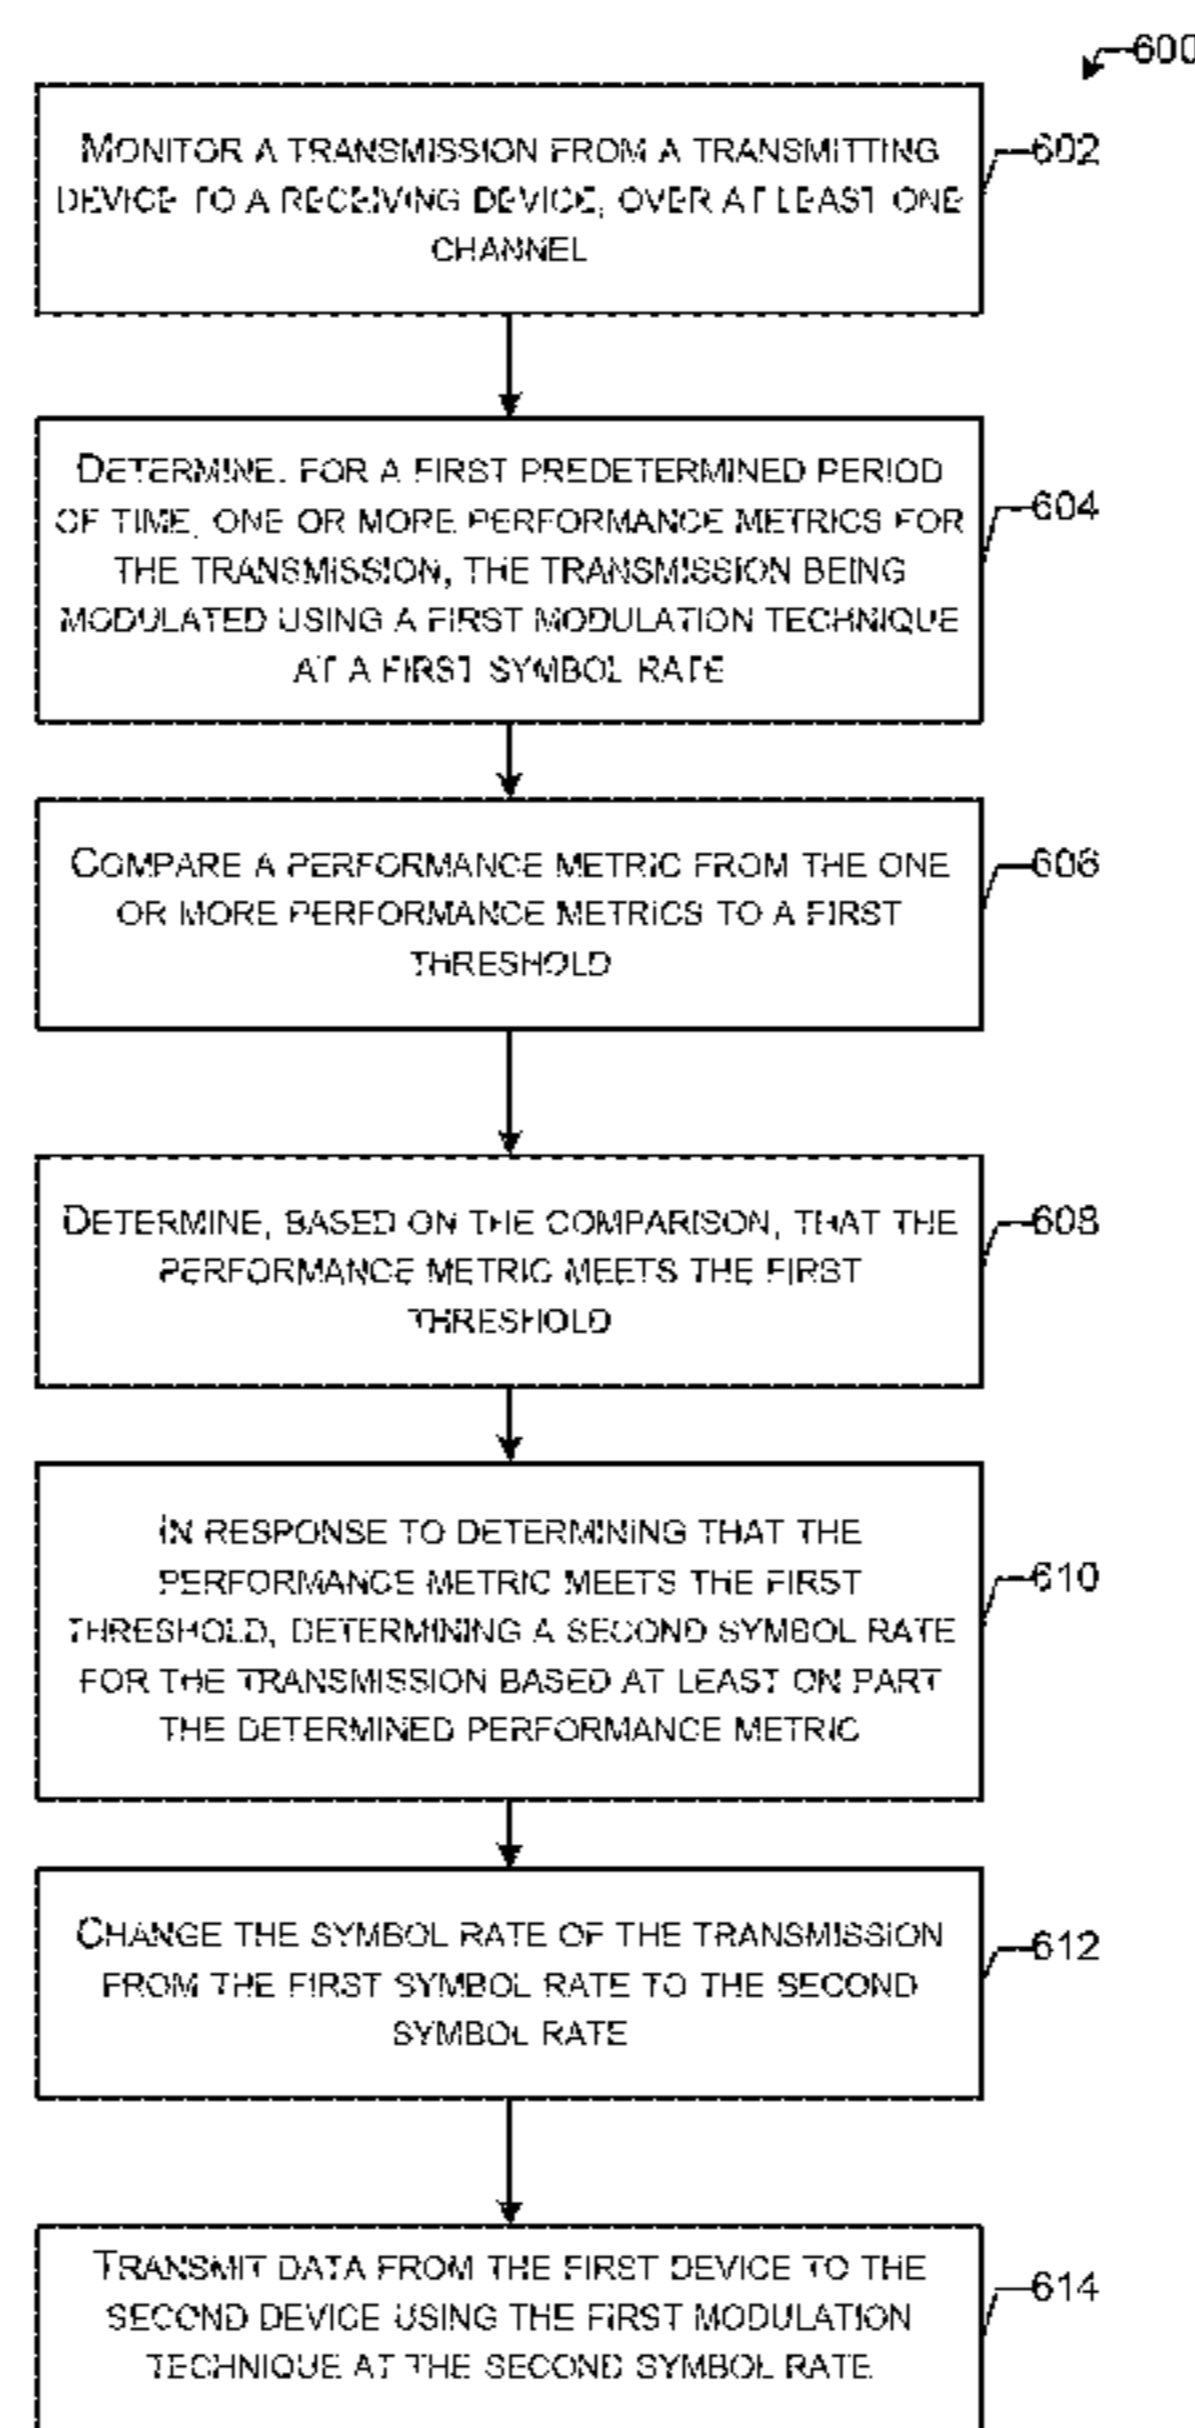 600
MONITOR A TRANSMISSION FROM A TRANSMITTING
602
DEVICE TO A RECEIVING DEVICE, OVER AT LEAST ONE
CHANNEL
DETERMINE, FOR A FIRST PREDETERMINED PERIOD
604
OF TIME, ONE OR MORE PERFORMANCE METRICS FOR
THE TRANSMISSION, THE TRANSMISSION BEING
MODULATED USING A FIRST MODULATION TECHNIQUE
AT A FIRST SYMBOL RATE
COMPARE A PERFORMANCE METRIC FROM THE ONE
606
OR MORE PERFORMANCE METRICS TO A FIRST
THRESHOLD
DETERMINE, BASED ON THE COMPARISON, THAT THE
608
PERFORMANCE METRIC MEETS THE FIRST
THRESHOLD
IN RESPONSE TO DETERMINING THAT THE
610
PERFORMANCE METRIC MEETS THE FIRST
THRESHOLD, DETERMINING A SECOND SYMBOL RATE
FOR THE TRANSMISSION BASED AT LEAST ON PART
THE DETERMINED PERFORMANCE METRIC
CHANGE THE SYMBOL RATE OF THE TRANSMISSION
612
FROM THE FIRST SYMBOL RATE TO THE SECOND
SYMBOL RATE
TRANSMIT DATA FROM THE FIRST DEVICE TO THE
614
SECOND DEVICE USING THE FIRST MODULATION
TECHNIQUE AT THE SECOND SYMBOL RATE.